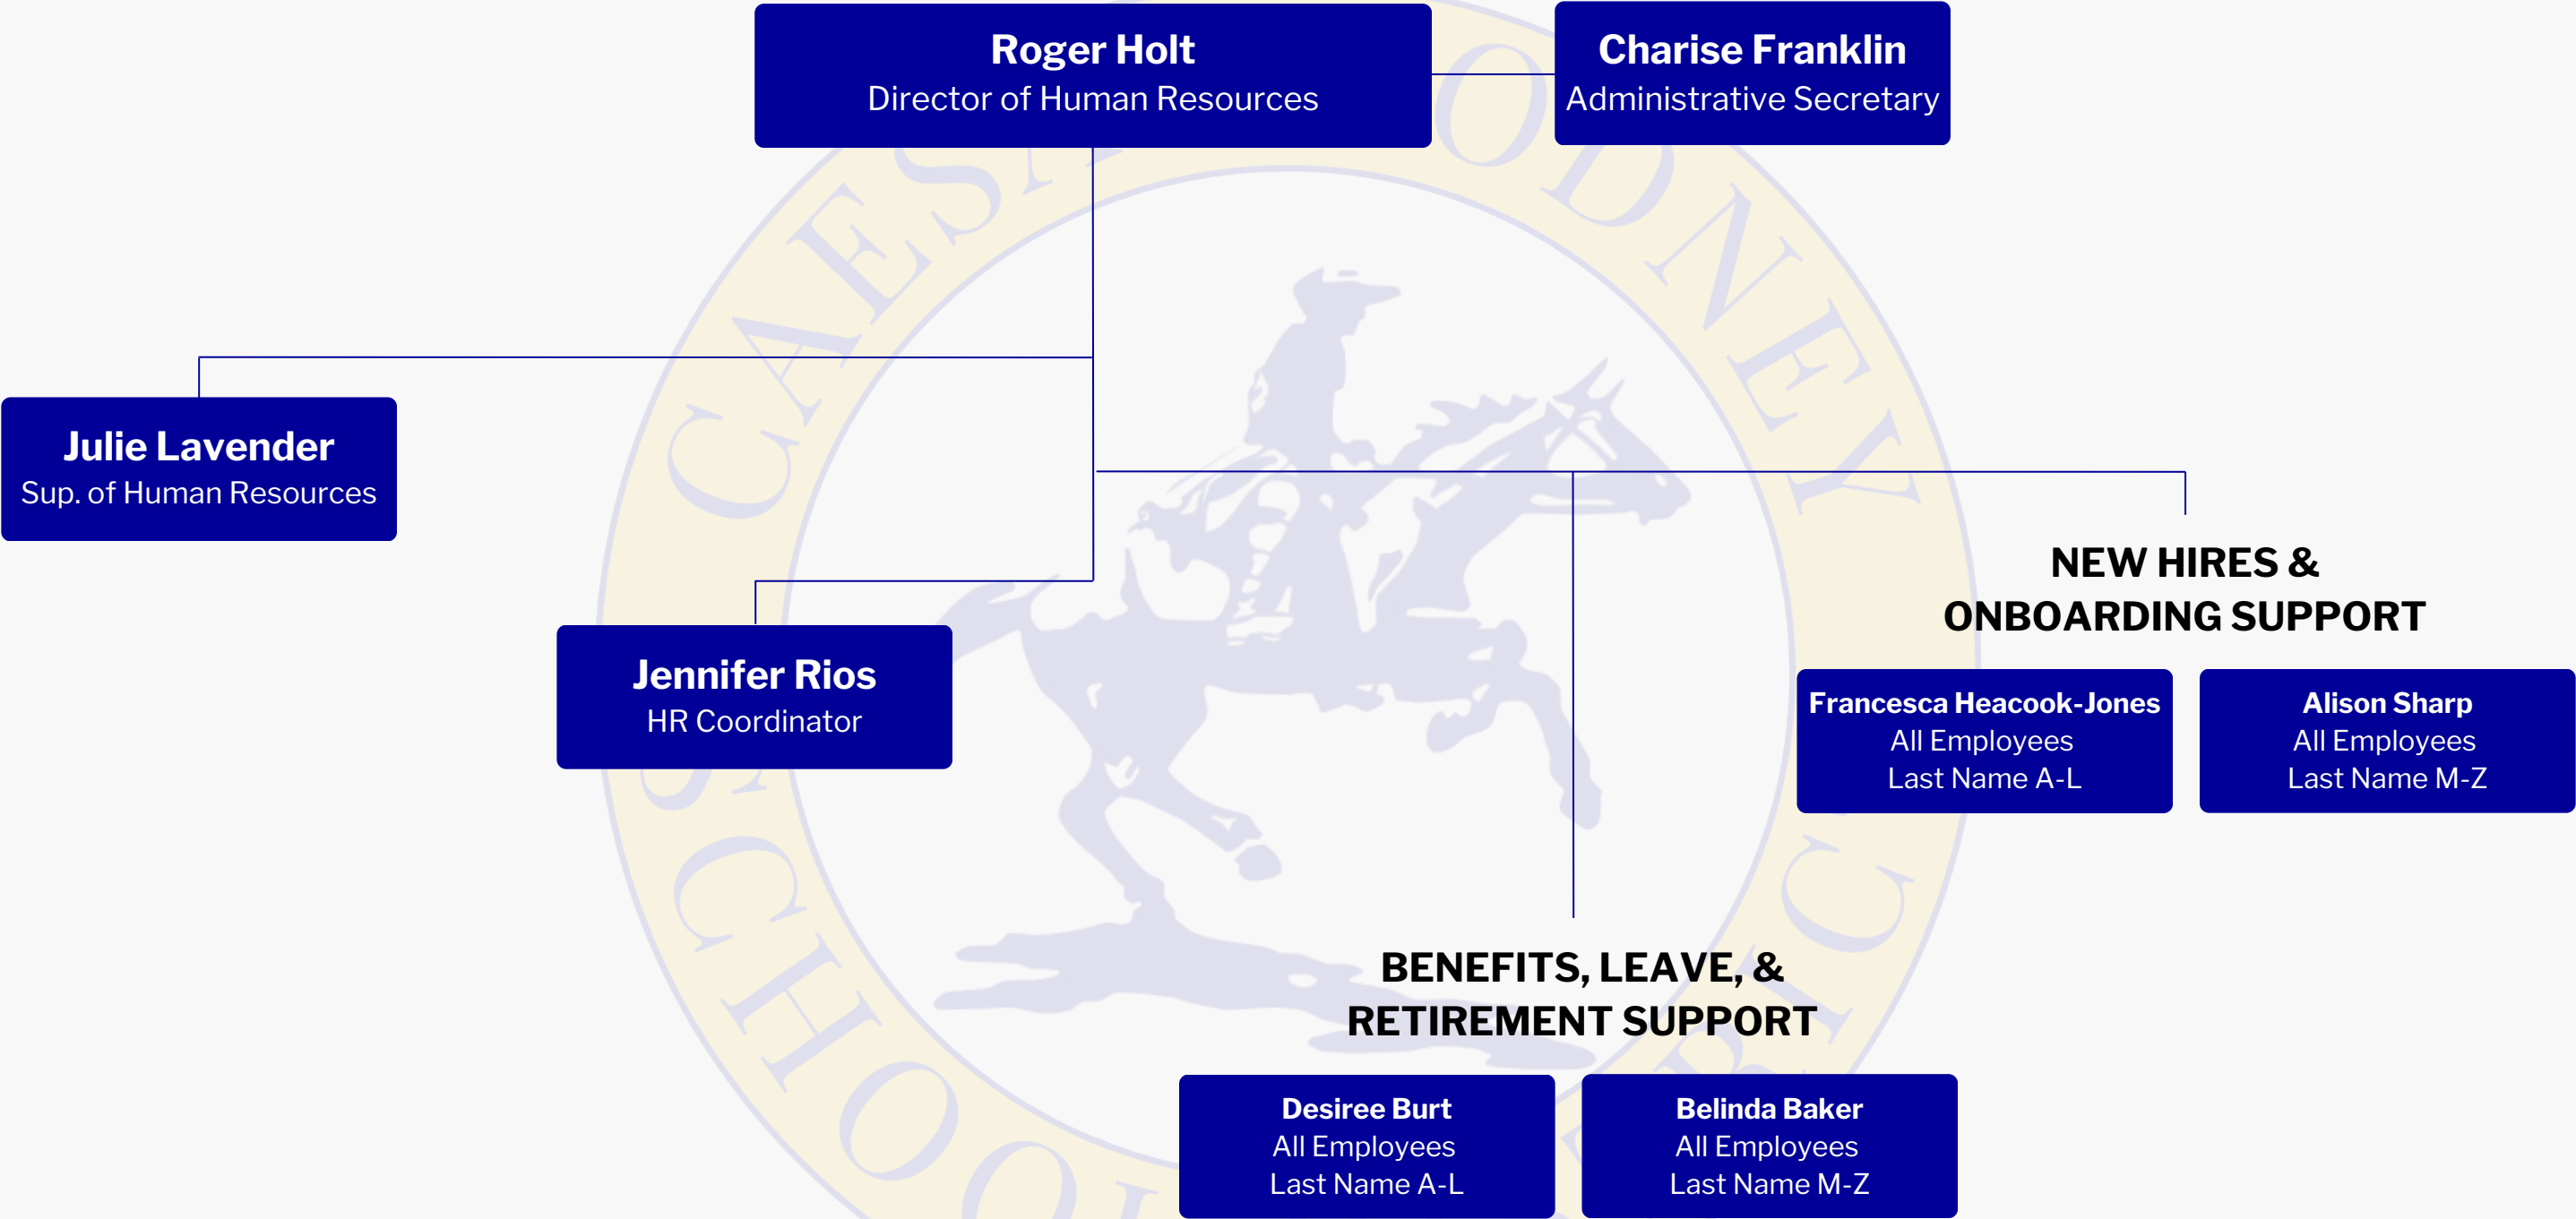 Roger Holt
Director of Human Resources
Charise Franklin
Administrative Secretary
Julie Lavender
Sup. of Human Resources
Jennifer Rios
HR Coordinator
NEW HIRES &
ONBOARDING SUPPORT
Francesca Heacook-Jones
All Employees
Last Name A-L
Alison Sharp
All Employees
Last Name M-Z
BENEFITS, LEAVE, &
RETIREMENT SUPPORT
Desiree Burt
All Employees
Last Name A-L
Belinda Baker
All Employees
Last Name M-Z